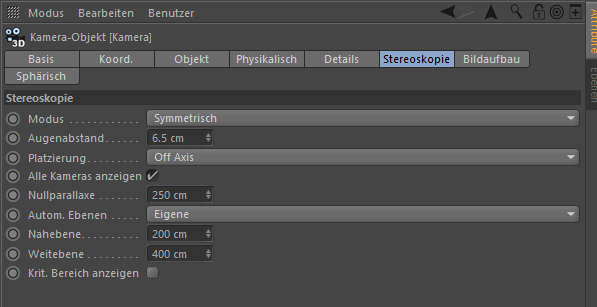 Modus Bearbeiten Benutzer
3D Kamera-Objekt [Kamera]
Basis Koord. Objekt Physikalisch Details Stereoskopie Bildaufbau
Sphärisch
Stereoskopie
Modus . . . . . . . . . . . . . Symmetrisch
Augenabstand . . . . . 6.5 cm
Platzierung . . . . . . . . . Off Axis
Alle Kameras anzeigen
Nullparallaxe . . . . . . . 250 cm
Autom. Ebenen . . . . Eigene
Nahebene. . . . . . . . . . 200 cm
Weitebene . . . . . . . . . 400 cm
Krit. Bereich anzeigen
Attribute
Ebenen